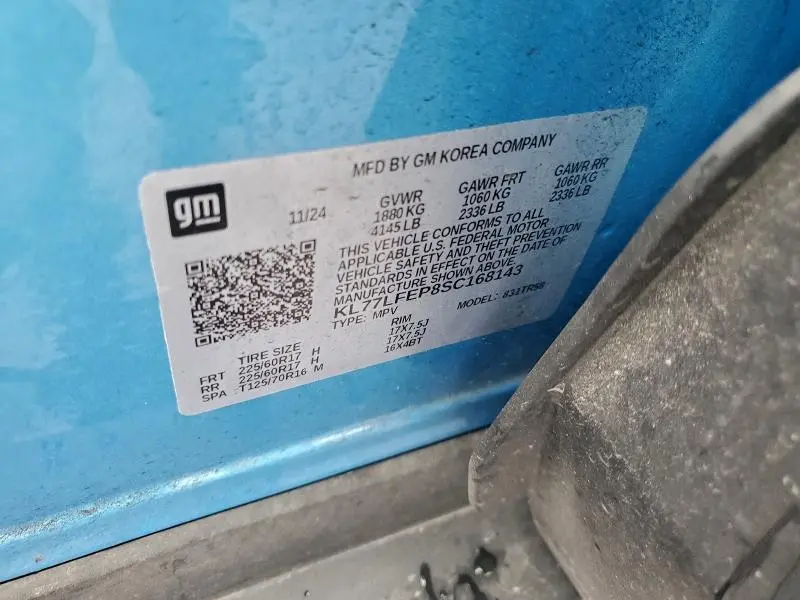 MFD BY GM KOREA COMPANY
gm
11/24
GVWR
1880 KG
4145 LB
GAWR FRT
1060 KG
2336 LB
GAWR RR
1060 KG
2336 LB
THIS VEHICLE CONFORMS TO ALL
APPLICABLE U.S. FEDERAL MOTOR
VEHICLE SAFETY AND THEFT PREVENTION
STANDARDS IN EFFECT ON THE DATE OF
MANUFACTURE SHOWN ABOVE.
KL77LFEP8SC168143
TYPE: MPV MODEL: 831TR58
TIRE SIZE RIM
FRT 225/60R17 H 17X7.5J
RR 225/60R17 H 17X7.5J
SPA T125/70R16 M 16X4BT